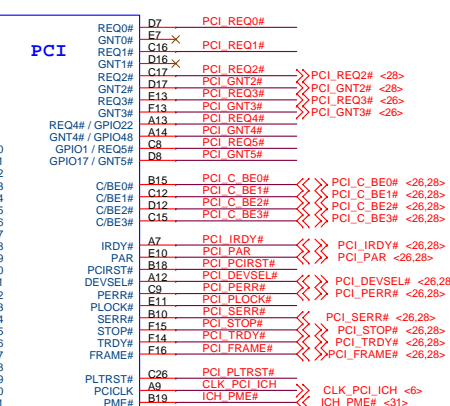 PCI
REQ0# D7 PCI_REQ0#
GNT0# E7
REQ1# C16 PCI_REQ1#
GNT1# D16
REQ2# C17 PCI_REQ2# PCI_REQ2# <28>
GNT2# D17 PCI_GNT2# PCI_GNT2# <28>
REQ3# E13 PCI_REQ3# PCI_REQ3# <26>
GNT3# F13 PCI_GNT3# PCI_GNT3# <26>
REQ4# / GPIO22 A13 PCI_REQ4#
GNT4# / GPIO48 A14 PCI_GNT4#
GPIO1 / REQ5# C8 PCI_REQ5#
GPIO17 / GNT5# D8 PCI_GNT5#
C/BE0# B15 PCI_C_BE0# PCI_C_BE0# <26,28>
C/BE1# C12 PCI_C_BE1# PCI_C_BE1# <26,28>
C/BE2# D12 PCI_C_BE2# PCI_C_BE2# <26,28>
C/BE3# C15 PCI_C_BE3# PCI_C_BE3# <26,28>
IRDY# A7 PCI_IRDY# PCI_IRDY# <26,28>
PAR E10 PCI_PAR PCI_PAR <26,28>
PCIRST# B18 PCI_PCIRST#
DEVSEL# A12 PCI_DEVSEL# PCI_DEVSEL# <26,28
PERR# C9 PCI_PERR# PCI_PERR# <26,28>
PLOCK# E11 PCI_PLOCK#
SERR# B10 PCI_SERR# PCI_SERR# <26,28>
STOP# F15 PCI_STOP# PCI_STOP# <26,28>
TRDY# F14 PCI_TRDY# PCI_TRDY# <26,28>
FRAME# F16 PCI_FRAME# PCI_FRAME# <26,28>
PLTRST# C26 PCI_PLTRST#
PCICLK A9 CLK_PCI_ICH CLK_PCI_ICH <6>
PME# B19 ICH_PME# ICH_PME# <31>